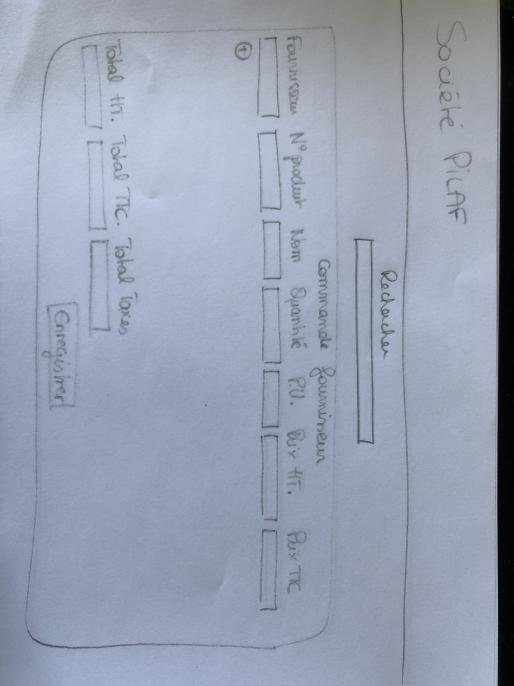 Société PILAF
Rechercher
Commande fournisseur
Fournisseur N° produit Nom Quantité P.U. Prix HT. Prix TTC
+
Total HT. Total TTC. Total Taxes
Enregistrer